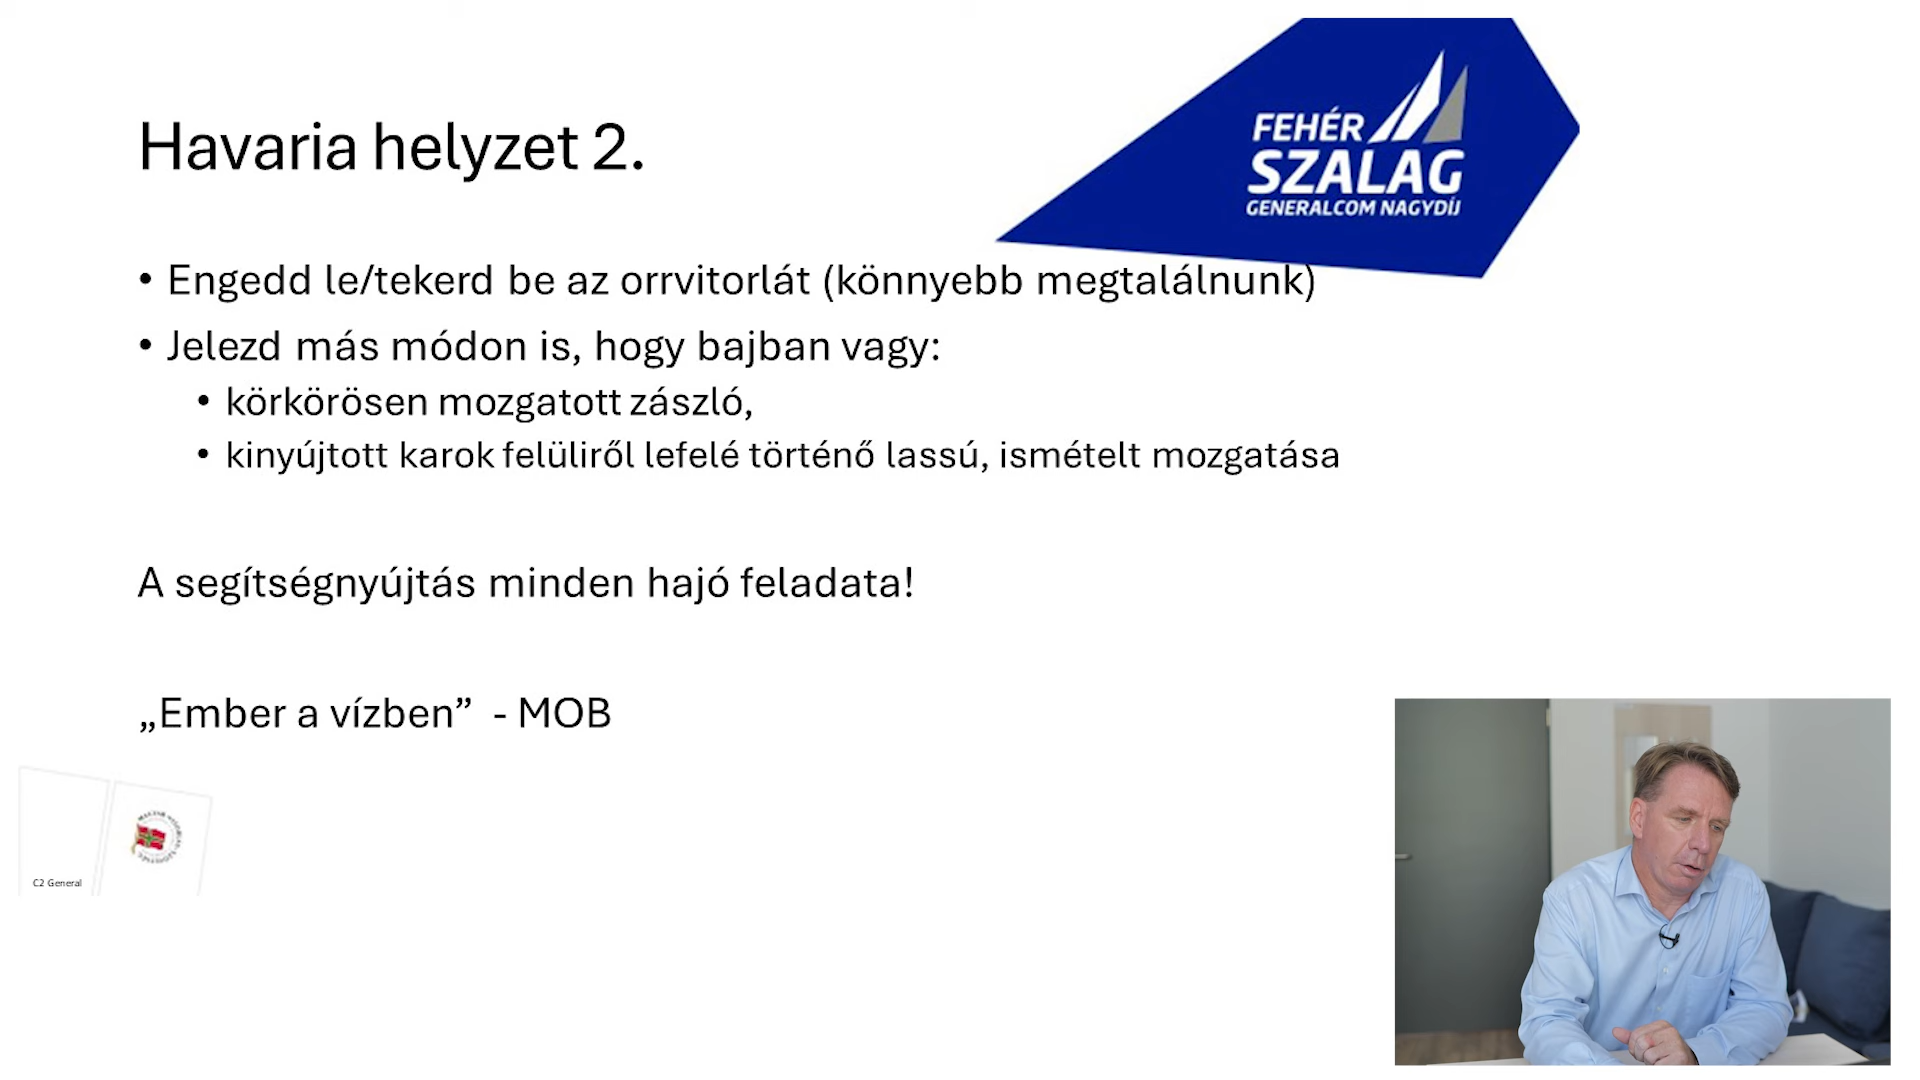 FEHÉR
SZALAG
GENERALCOM NAGYDÍJ
Havaria helyzet 2.
• Engedd le/tekerd be az orrvitorlát (könnyebb megtalálnunk)
• Jelezd más módon is, hogy bajban vagy:
• körkörösen mozgatott zászló,
• kinyújtott karok felüliről lefelé történő lassú, ismételt mozgatása
A segítségnyújtás minden hajó feladata!
„Ember a vízben” - MOB
C2 General